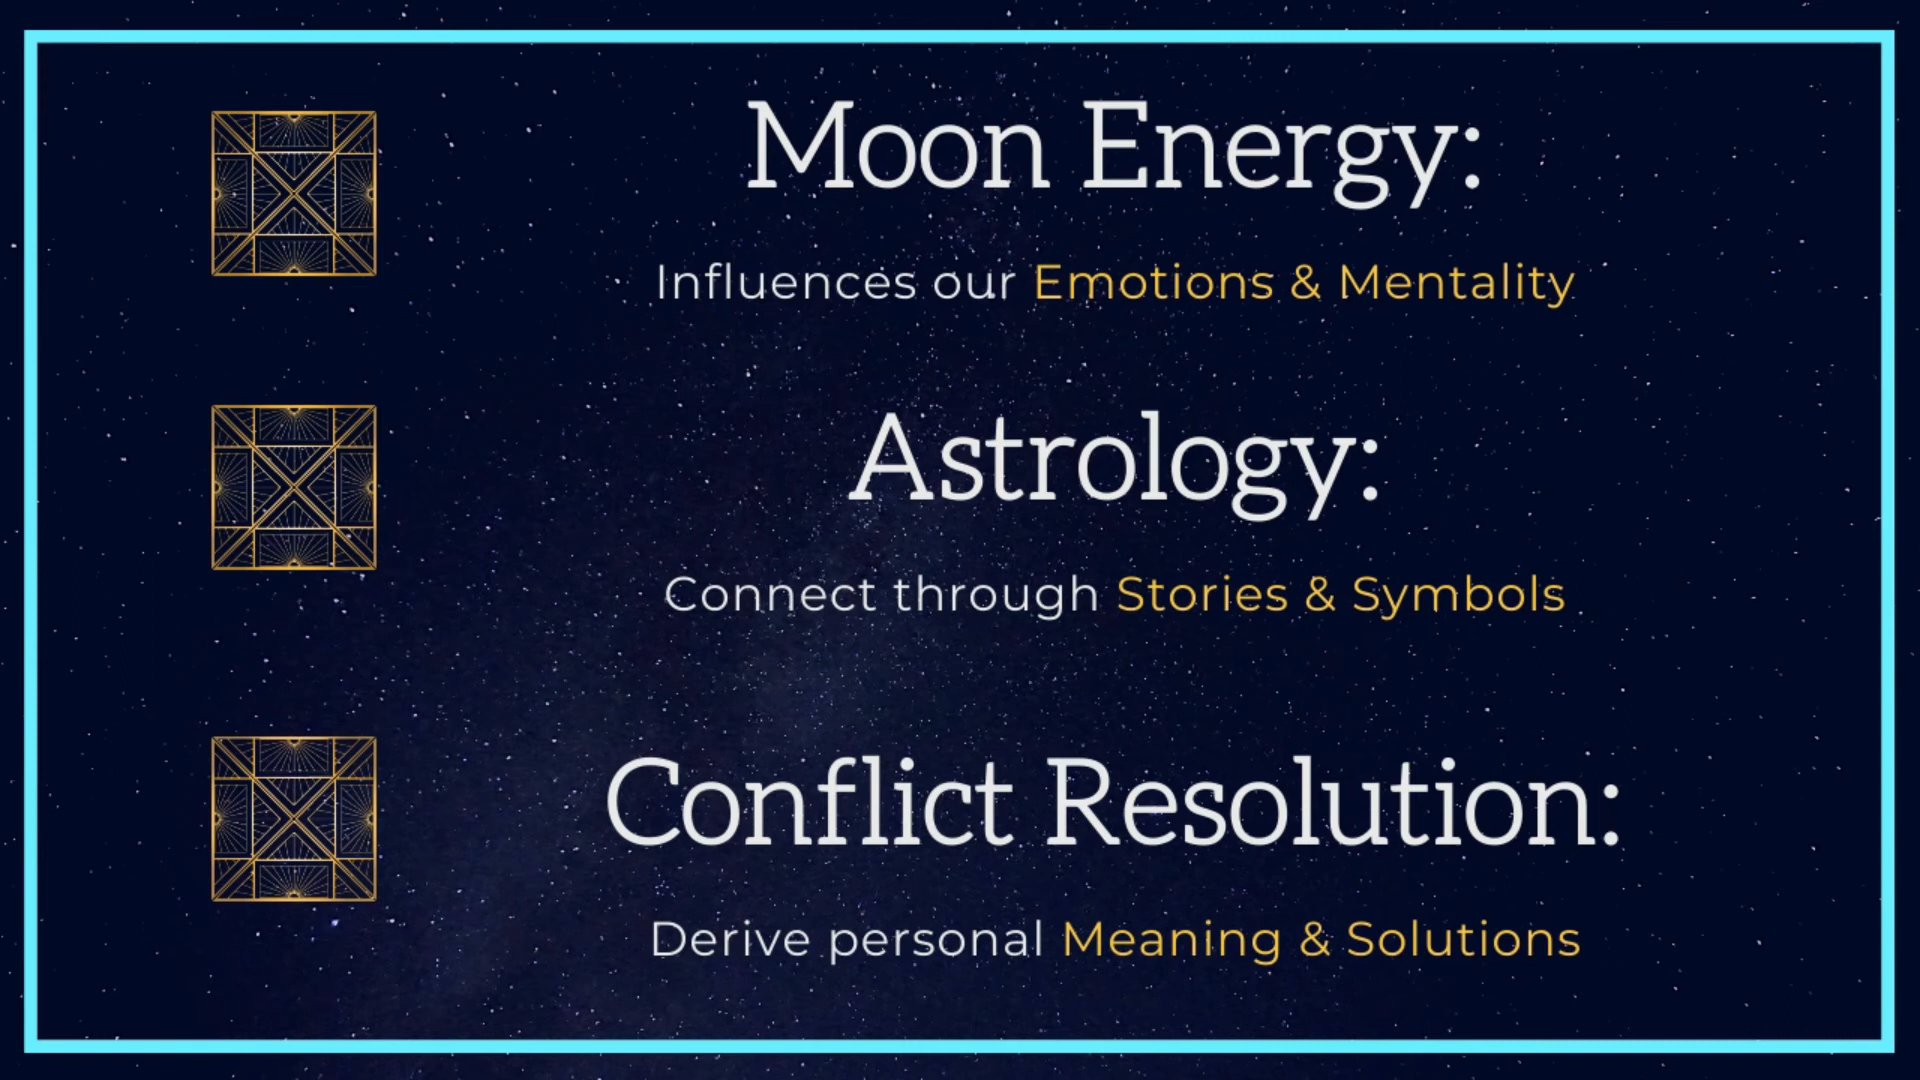 Moon Energy:
Influences our Emotions & Mentality
Astrology:
Connect through Stories & Symbols
Conflict Resolution:
Derive personal Meaning & Solutions